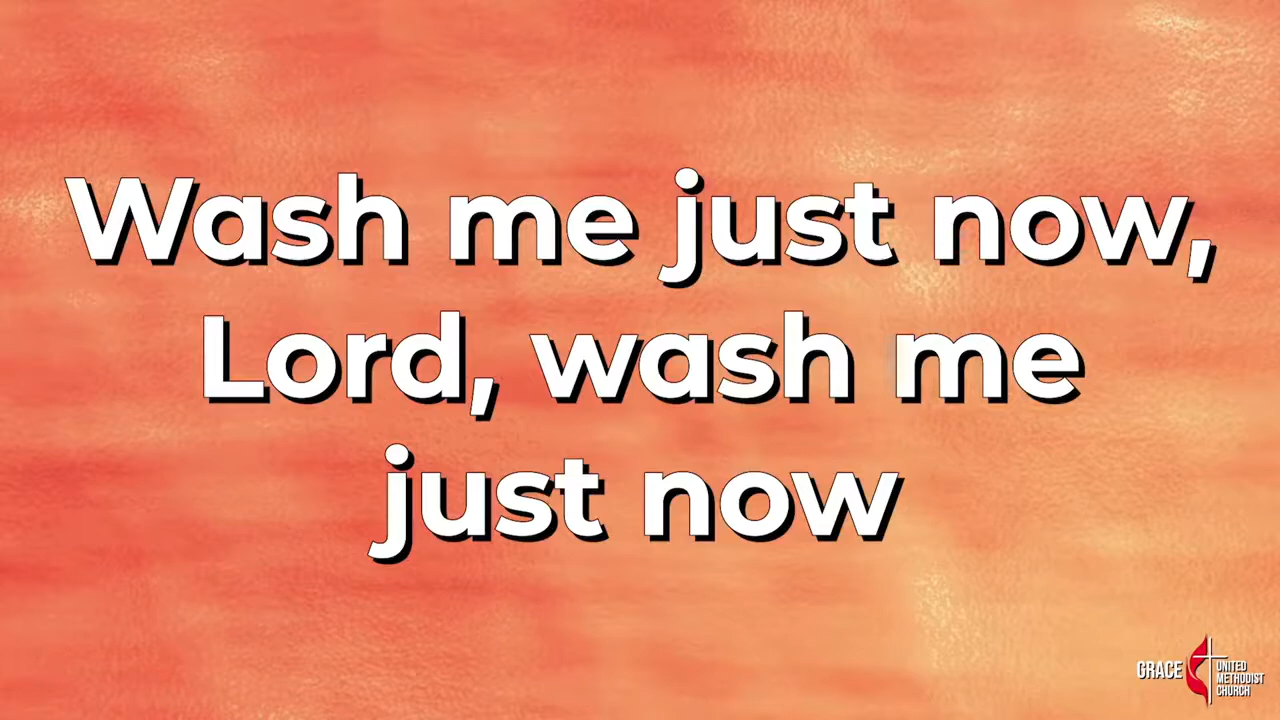 Wash me just now,
Lord, wash me
just now
GRACE
UNITED
METHODIST
CHURCH